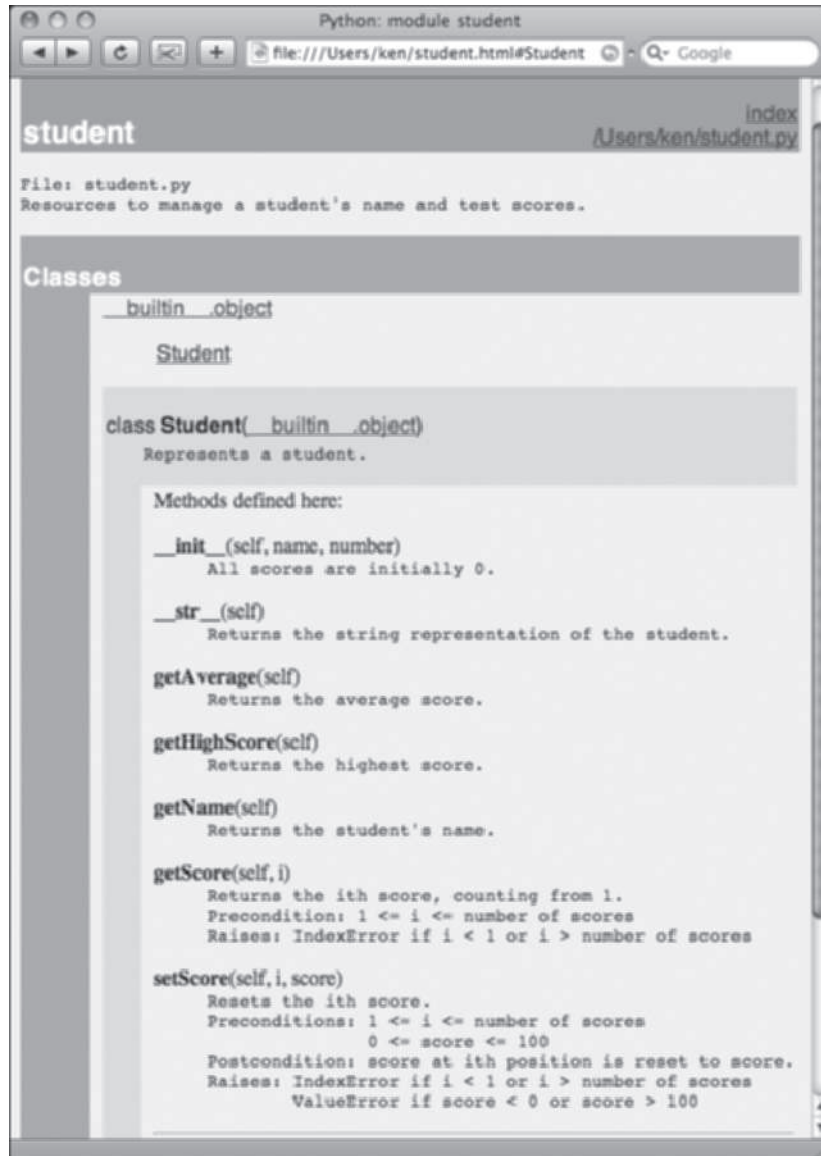 Python: module student
file:///Users/ken/student.html#Student
Google
index
student
/Users/ken/student.py
File: student.py
Resources to manage a student's name and test scores.
Classes
__builtin__.object
Student
class Student(__builtin__.object)
Represents a student.
Methods defined here:
__init__(self, name, number)
All scores are initially 0.
__str__(self)
Returns the string representation of the student.
getAverage(self)
Returns the average score.
getHighScore(self)
Returns the highest score.
getName(self)
Returns the student's name.
getScore(self, i)
Returns the ith score, counting from 1.
Precondition: 1 <= i <= number of scores
Raises: IndexError if i < 1 or i > number of scores
setScore(self, i, score)
Resets the ith score.
Preconditions: 1 <= i <= number of scores
0 <= score <= 100
Postcondition: score at ith position is reset to score.
Raises: IndexError if i < 1 or i > number of scores
ValueError if score < 0 or score > 100